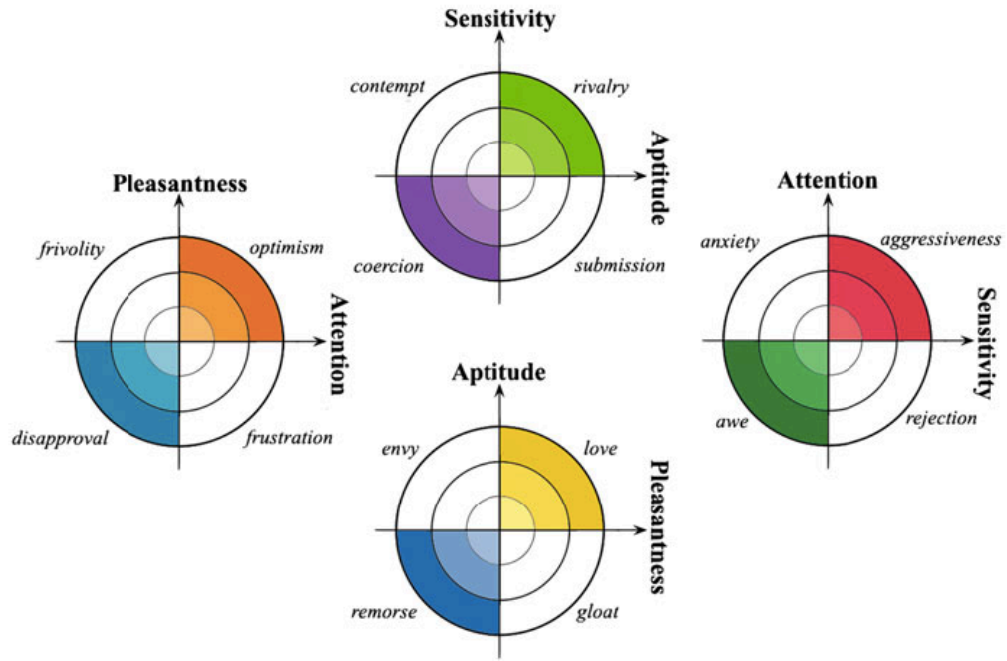 Sensitivity
contempt
rivalry
Aptitude
coercion
submission
Pleasantness
frivolity
optimism
Attention
disapproval
frustration
Attention
anxiety
aggressiveness
Sensitivity
awe
rejection
Aptitude
envy
love
Pleasantness
remorse
gloat